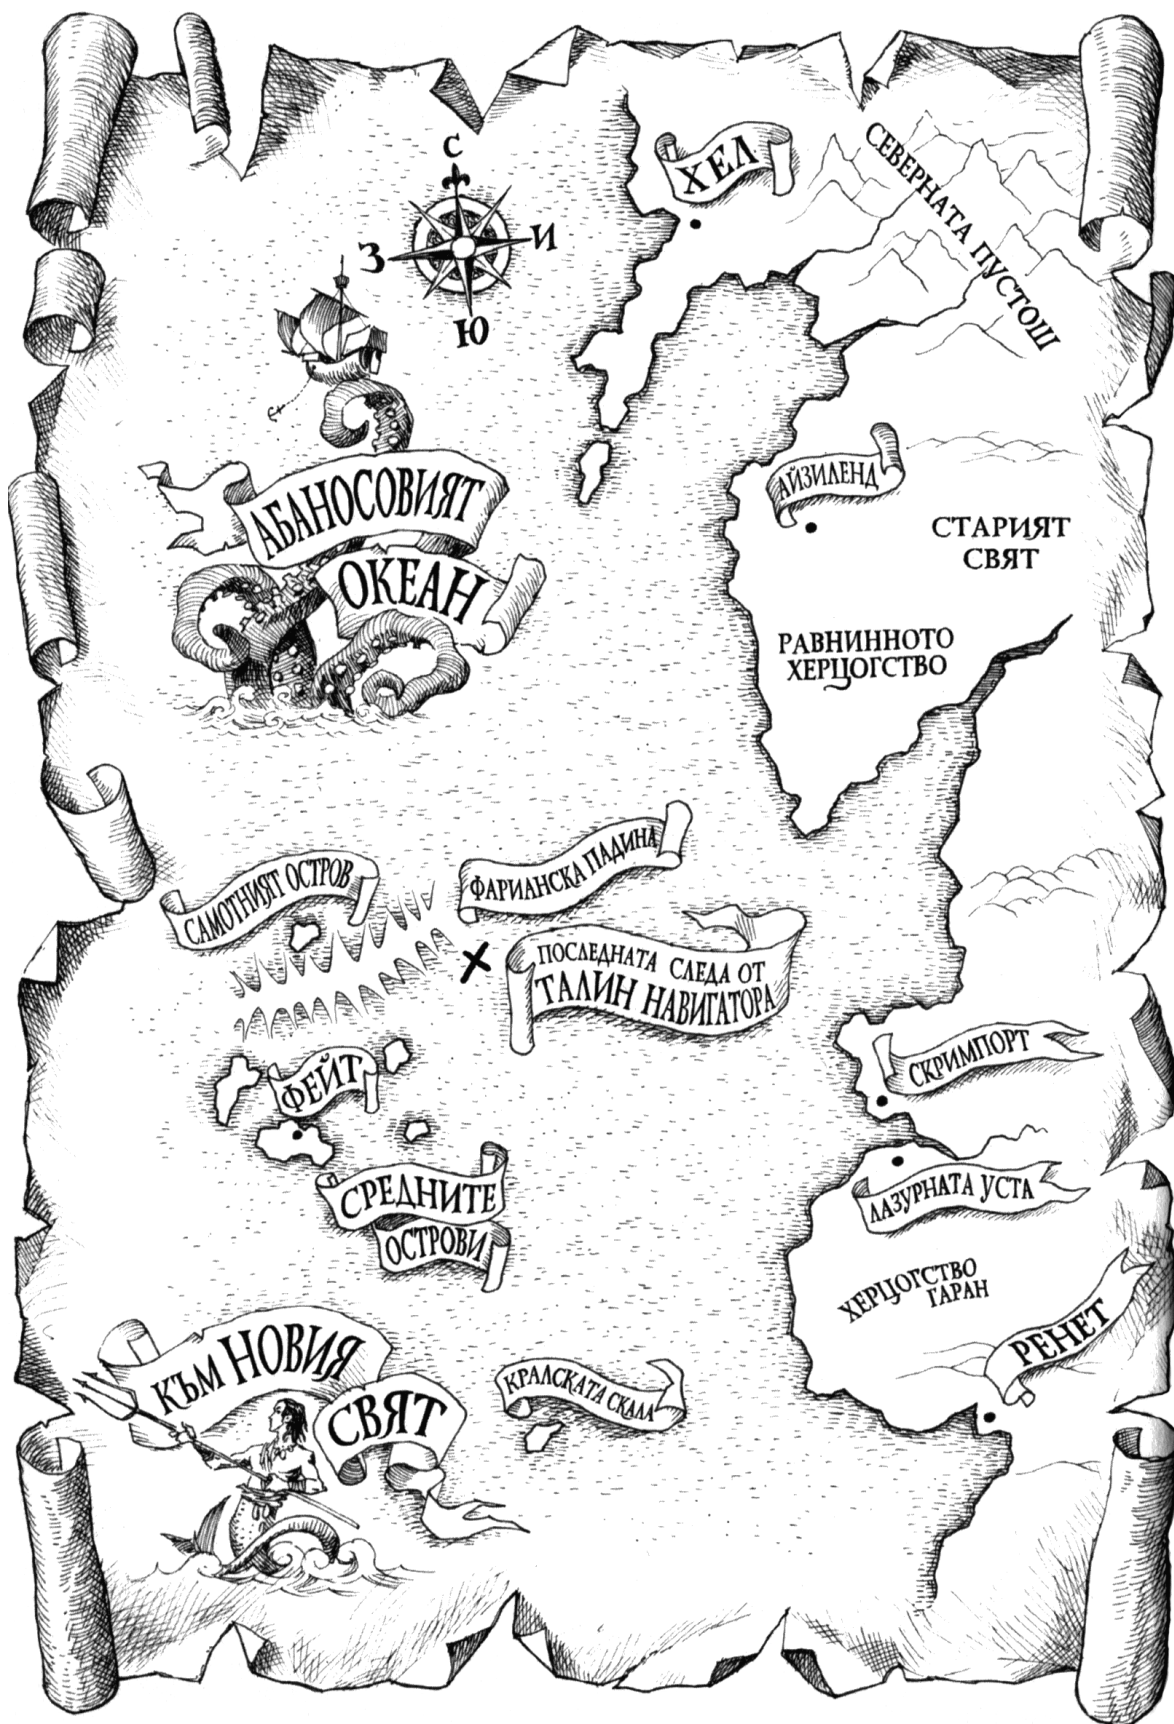 С
З
И
Ю
ХЕЛ
СЕВЕРНАТА ПУСТОШ
АБАНОСОВИЯТ
ОКЕАН
АЙЗИЛЕНД
СТАРИЯТ
СВЯТ
РАВНИННОТО
ХЕРЦОГСТВО
САМОТНИЯТ ОСТРОВ
ФАРИАНСКА ПАДИНА
ПОСЛЕДНАТА СЛЕДА ОТ
ТАЛИН НАВИГАТОРА
ФЕЙТ
СКРИМПОРТ
СРЕДНИТЕ
ОСТРОВИ
ЛАЗУРНАТА УСТА
ХЕРЦОГСТВО
ГАРАН
РЕНЕТ
КЪМ НОВИЯ
СВЯТ
КРАЛСКАТА СКАЛА